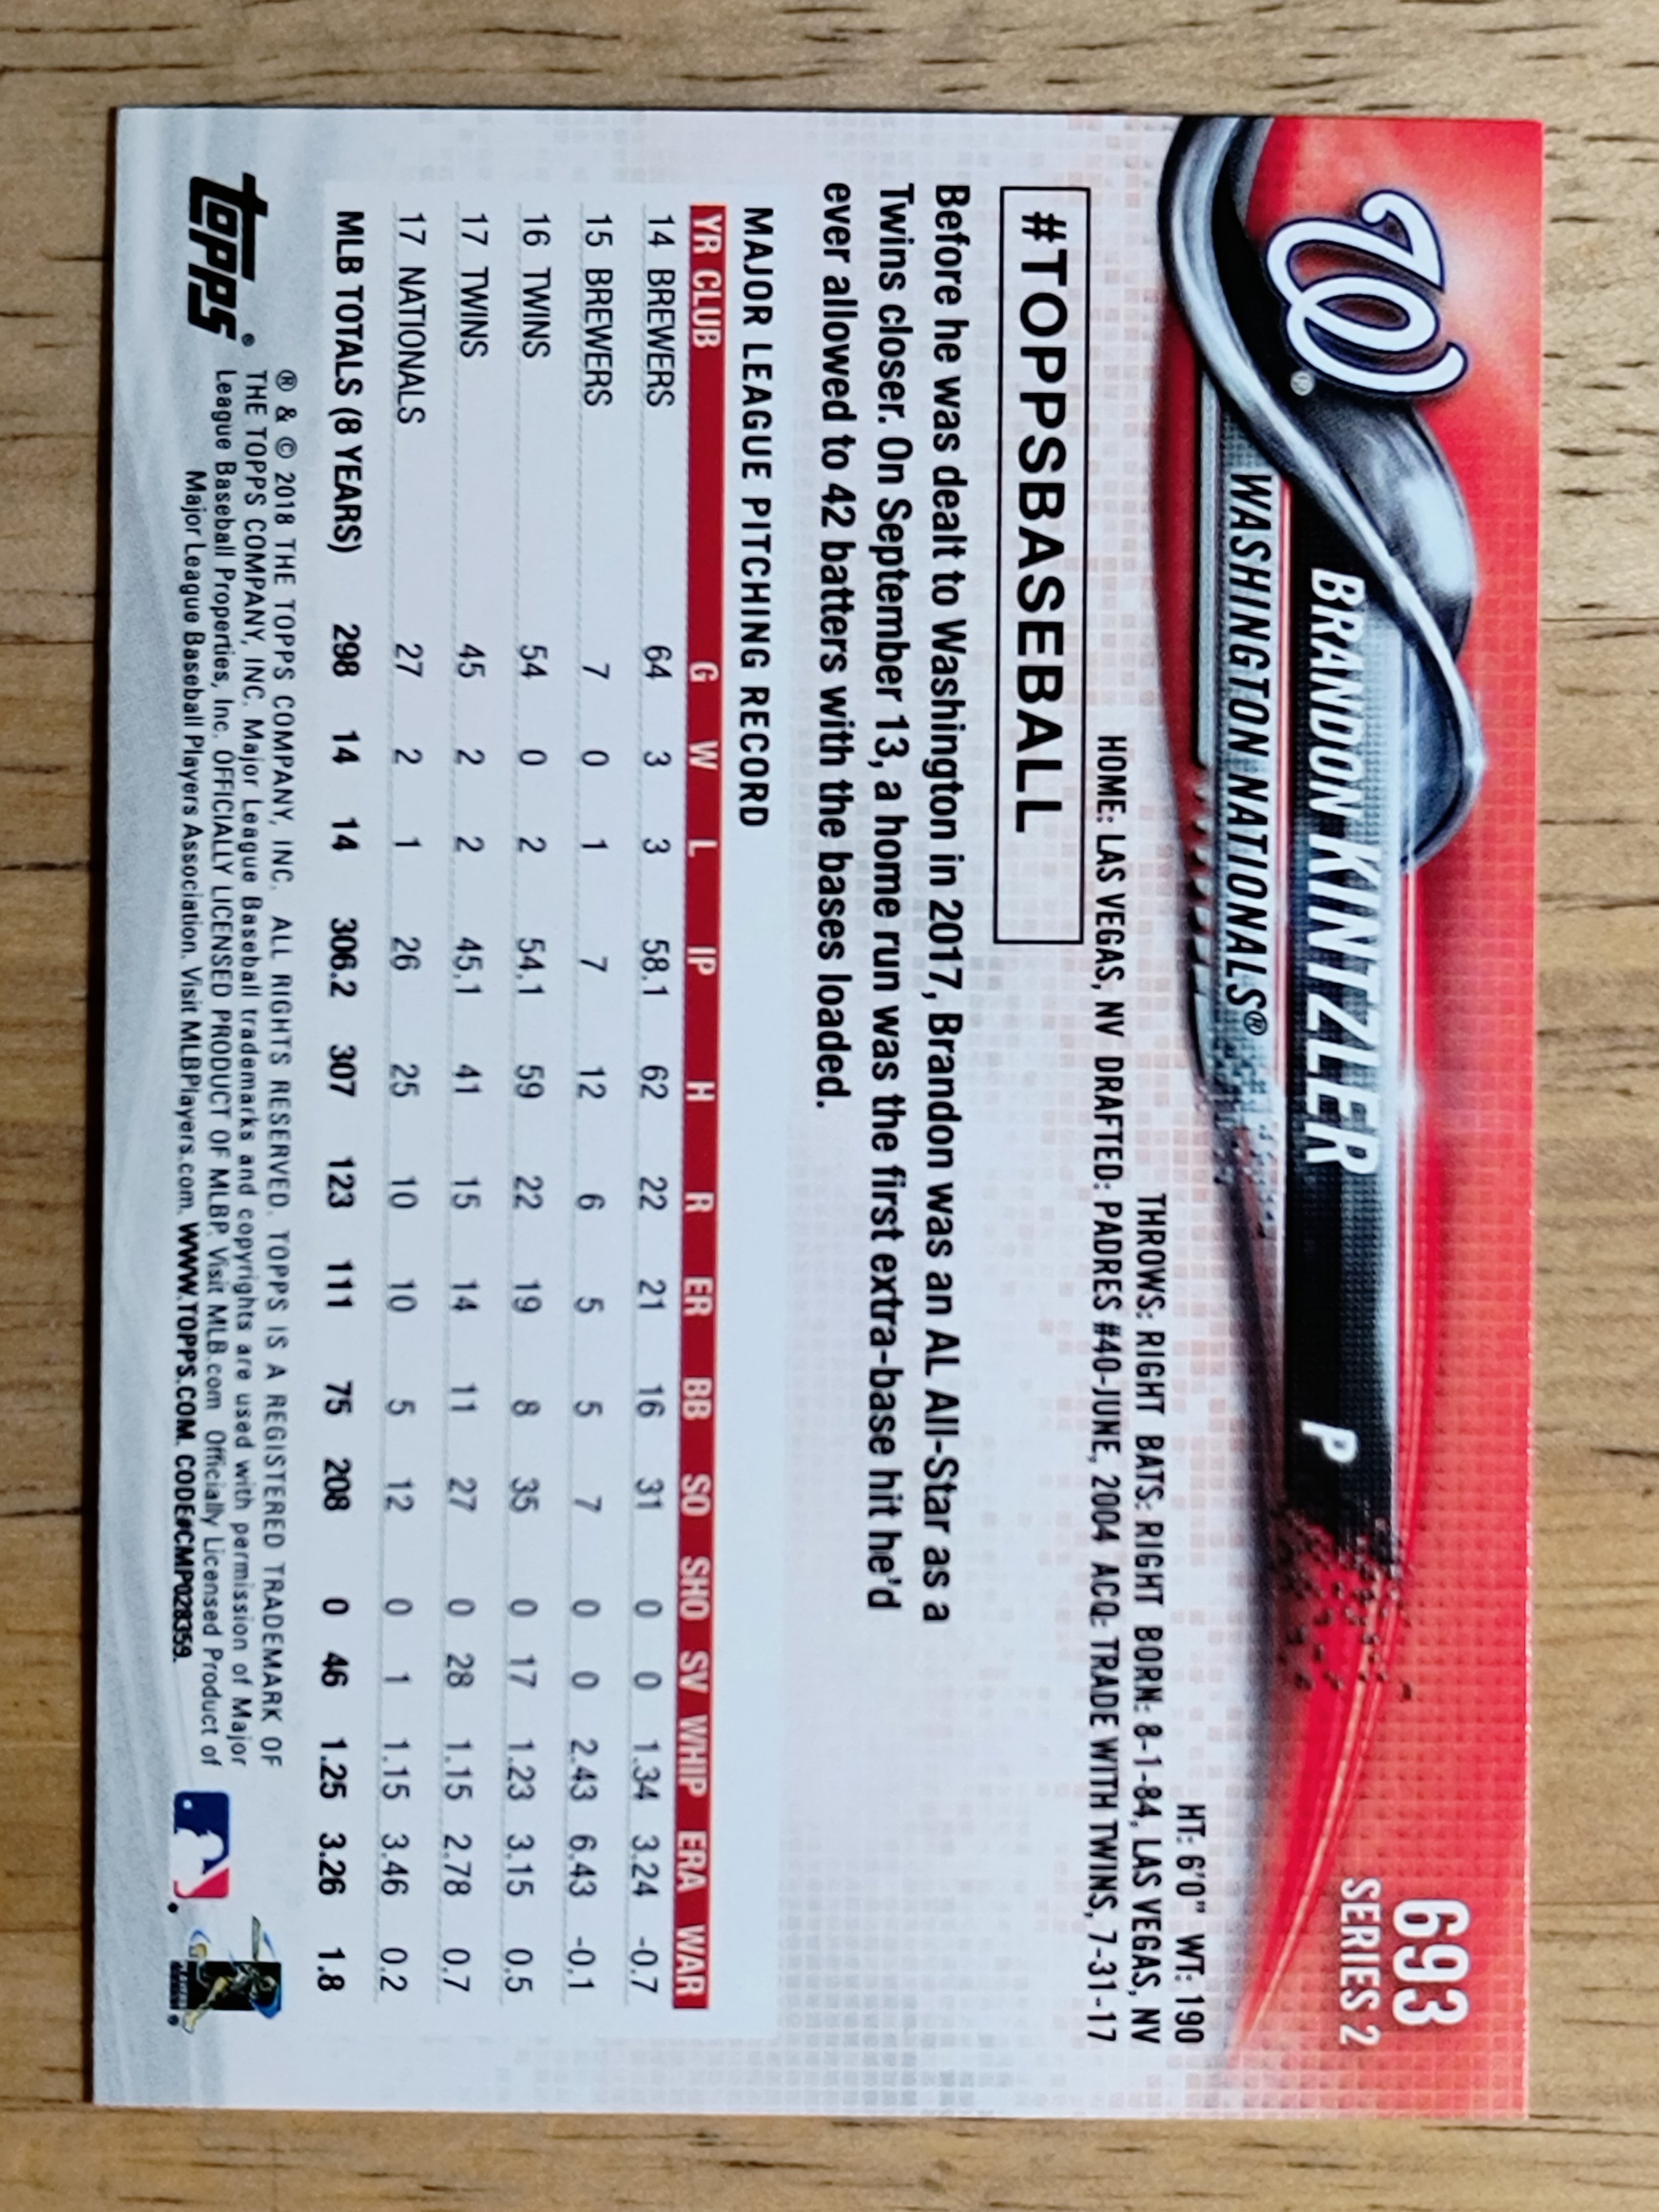 693
SERIES 2
W®
BRANDON KINTZLER P
WASHINGTON NATIONALS®
HT: 6'0" WT: 190
THROWS: RIGHT BATS: RIGHT BORN: 8-1-84, LAS VEGAS, NV
HOME: LAS VEGAS, NV DRAFTED: PADRES #40-JUNE, 2004 ACQ: TRADE WITH TWINS, 7-31-17
#TOPPSBASEBALL
Before he was dealt to Washington in 2017, Brandon was an AL All-Star as a
Twins closer. On September 13, a home run was the first extra-base hit he'd
ever allowed to 42 batters with the bases loaded.
MAJOR LEAGUE PITCHING RECORD
YR CLUB G W L IP H R ER BB SO SHO SV WHIP ERA WAR
14 BREWERS 64 3 3 58.1 62 22 21 16 31 0 0 1.34 3.24 -0.7
15 BREWERS 7 0 1 7 12 6 5 5 7 0 0 2.43 6.43 -0.1
16 TWINS 54 0 2 54.1 59 22 19 8 35 0 17 1.23 3.15 0.5
17 TWINS 45 2 2 45.1 41 15 14 11 27 0 28 1.15 2.78 0.7
17 NATIONALS 27 2 1 26 25 10 10 5 12 0 1 1.15 3.46 0.2
MLB TOTALS (8 YEARS) 298 14 14 306.2 307 123 111 75 208 0 46 1.25 3.26 1.8
topps®
® & © 2018 THE TOPPS COMPANY, INC. ALL RIGHTS RESERVED. TOPPS IS A REGISTERED TRADEMARK OF
THE TOPPS COMPANY, INC. Major League Baseball trademarks and copyrights are used with permission of Major
League Baseball Properties, Inc. OFFICIALLY LICENSED PRODUCT OF MLBP. Visit MLB.com Officially Licensed Product of
Major League Baseball Players Association. Visit MLBPlayers.com. WWW.TOPPS.COM. CODE#CMP028359.